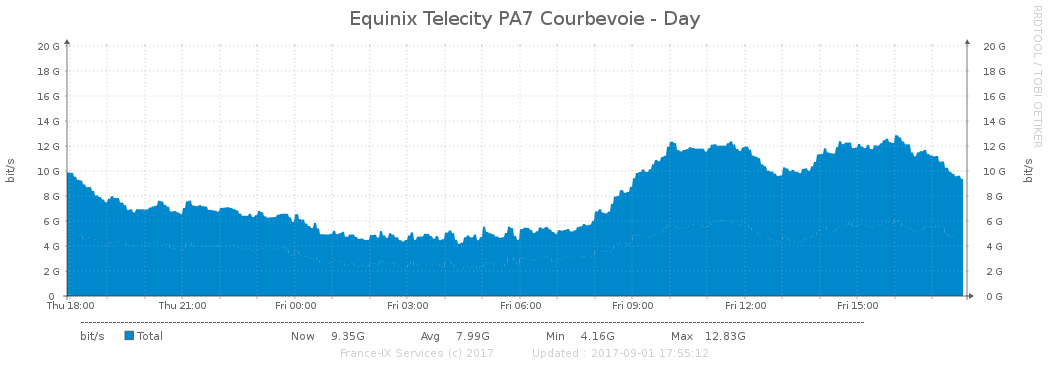 Equinix Telecity PA7 Courbevoie - Day
RRDTOOL / TOBI OETIKER
bit/s
20 G 20 G
18 G 18 G
16 G 16 G
14 G 14 G
12 G 12 G
10 G 10 G
8 G 8 G
6 G 6 G
4 G 4 G
2 G 2 G
0 0 G
bit/s
Thu 18:00 Thu 21:00 Fri 00:00 Fri 03:00 Fri 06:00 Fri 09:00 Fri 12:00 Fri 15:00
bit/s Total Now 9.35G Avg 7.99G Min 4.16G Max 12.83G
France-IX Services (c) 2017 Updated : 2017-09-01 17:55:12